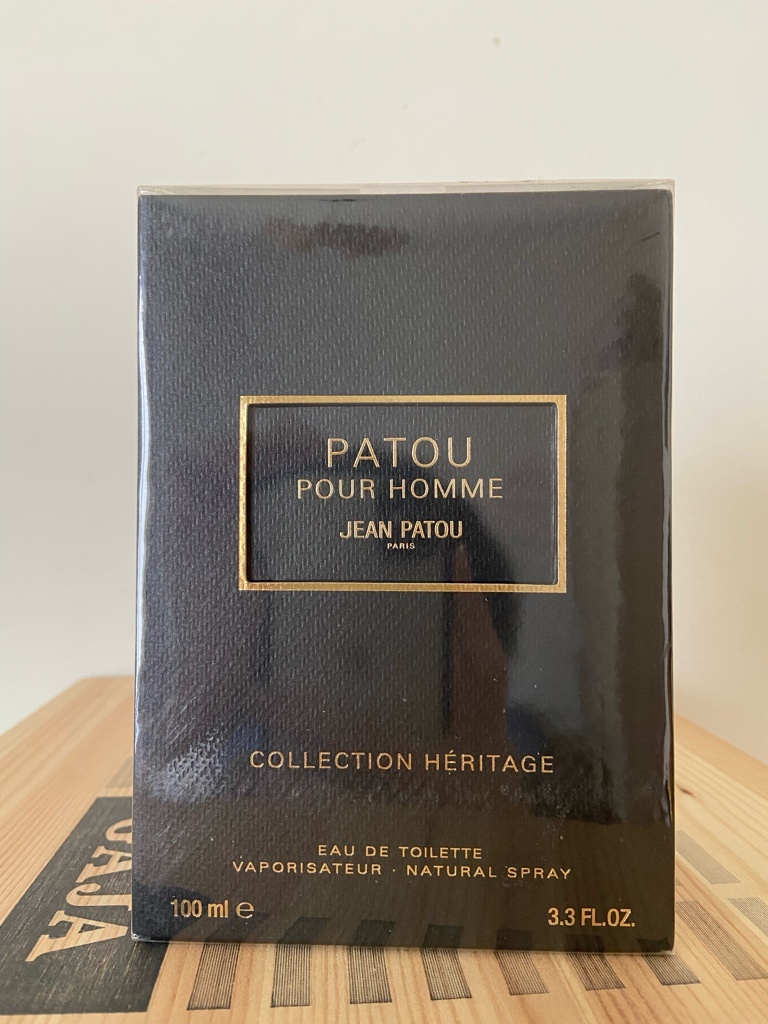 PATOU
POUR HOMME
JEAN PATOU
PARIS
COLLECTION HÉRITAGE
EAU DE TOILETTE
VAPORISATEUR · NATURAL SPRAY
100 ml ℮
3.3 FL.OZ.
GAJA